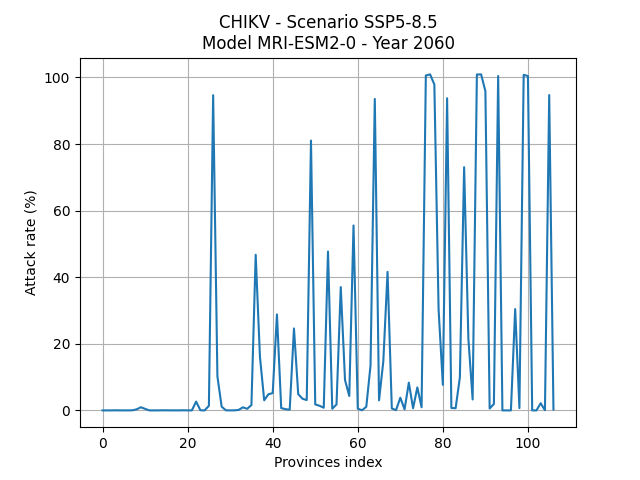 CHIKV - Scenario SSP5-8.5
Model MRI-ESM2-0 - Year 2060
Attack rate (%)
100
80
60
40
20
0
0 20 40 60 80 100
Provinces index